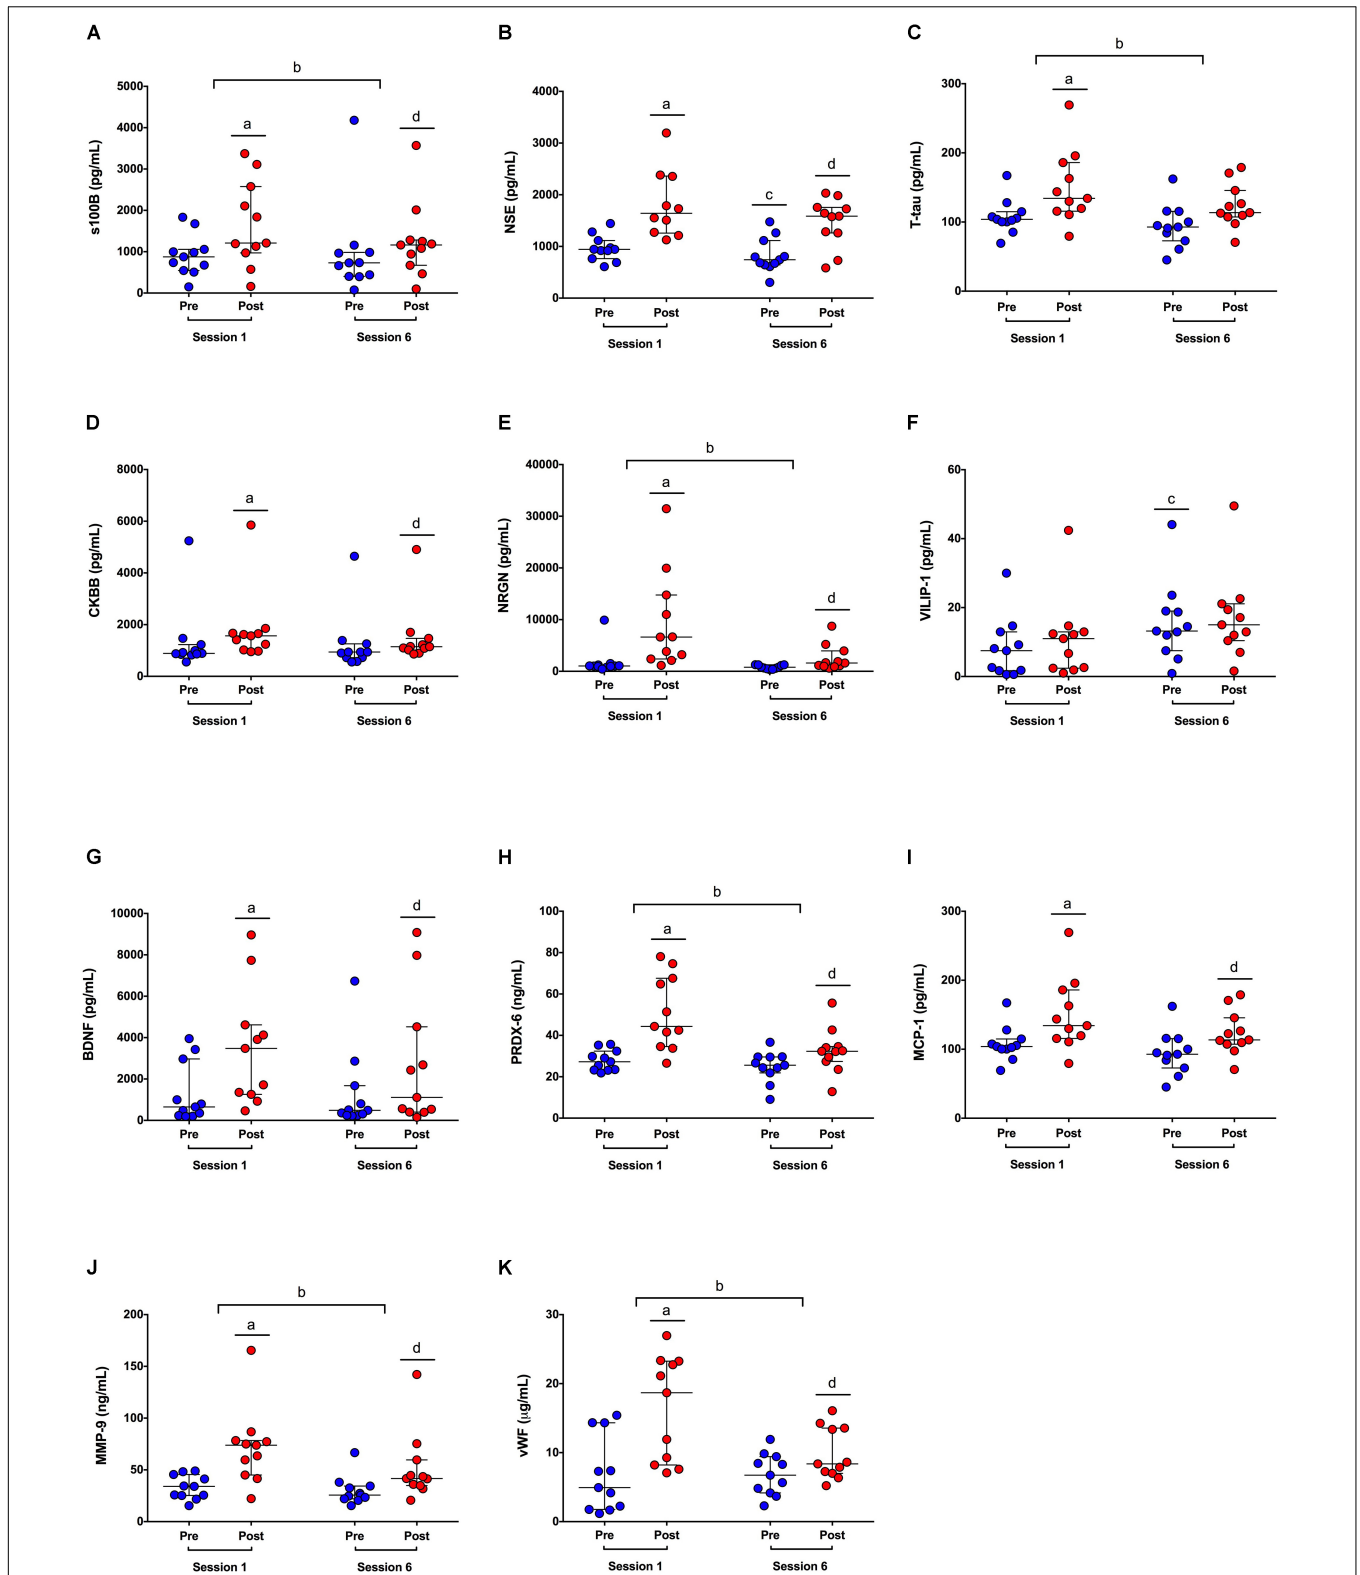 A
b
5000
4000
3000
2000
1000
0
s100B (pg/mL)
a
d
Pre
Post
Pre
Post
Session 1
Session 6
B
4000
3000
2000
1000
0
NSE (pg/mL)
a
c
d
Pre
Post
Pre
Post
Session 1
Session 6
C
b
300
200
100
0
T-tau (pg/mL)
a
Pre
Post
Pre
Post
Session 1
Session 6
D
8000
6000
4000
2000
0
CKBB (pg/mL)
a
d
Pre
Post
Pre
Post
Session 1
Session 6
E
b
40000
30000
20000
10000
0
NRGN (pg/mL)
a
d
Pre
Post
Pre
Post
Session 1
Session 6
F
60
40
20
0
VILIP-1 (pg/mL)
c
Pre
Post
Pre
Post
Session 1
Session 6
G
10000
8000
6000
4000
2000
0
BDNF (pg/mL)
a
d
Pre
Post
Pre
Post
Session 1
Session 6
H
b
100
80
60
40
20
0
PRDX-6 (ng/mL)
a
d
Pre
Post
Pre
Post
Session 1
Session 6
I
300
200
100
0
MCP-1 (pg/mL)
a
d
Pre
Post
Pre
Post
Session 1
Session 6
J
b
200
150
100
50
0
MMP-9 (ng/mL)
a
d
Pre
Post
Pre
Post
Session 1
Session 6
K
b
30
20
10
0
vWF (μg/mL)
a
d
Pre
Post
Pre
Post
Session 1
Session 6